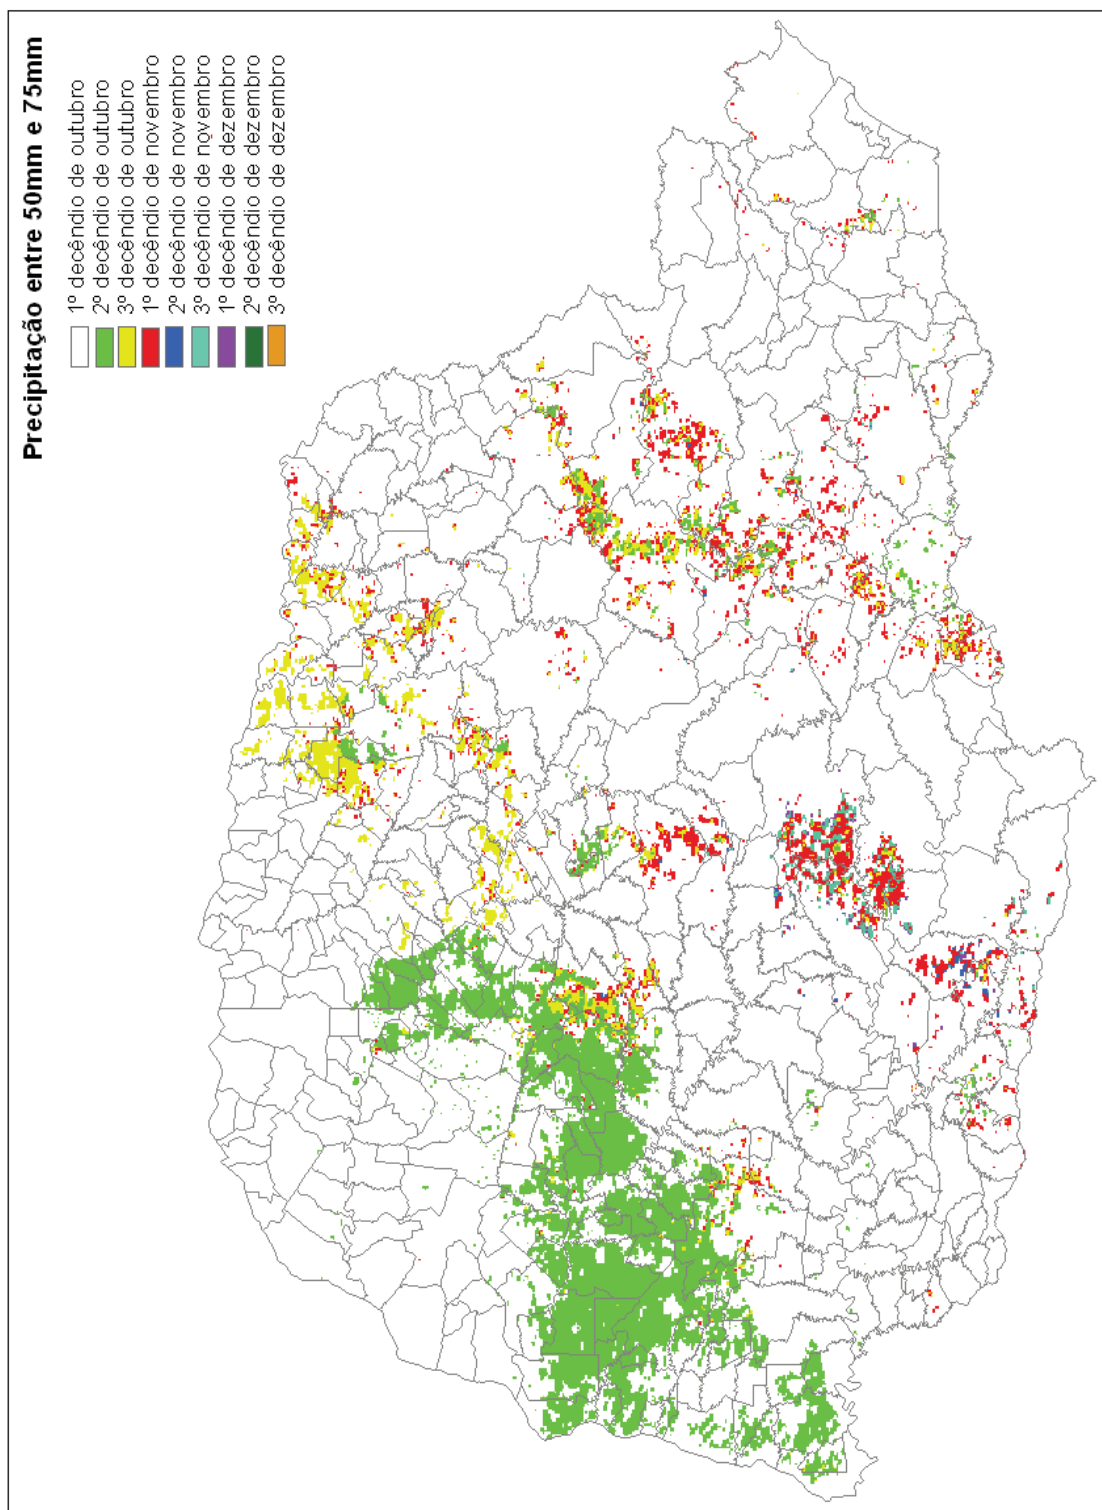 Precipitação entre 50mm e 75mm
1º decêndio de outubro
2º decêndio de outubro
3º decêndio de outubro
1º decêndio de novembro
2º decêndio de novembro
3º decêndio de novembro
1º decêndio de dezembro
2º decêndio de dezembro
3º decêndio de dezembro